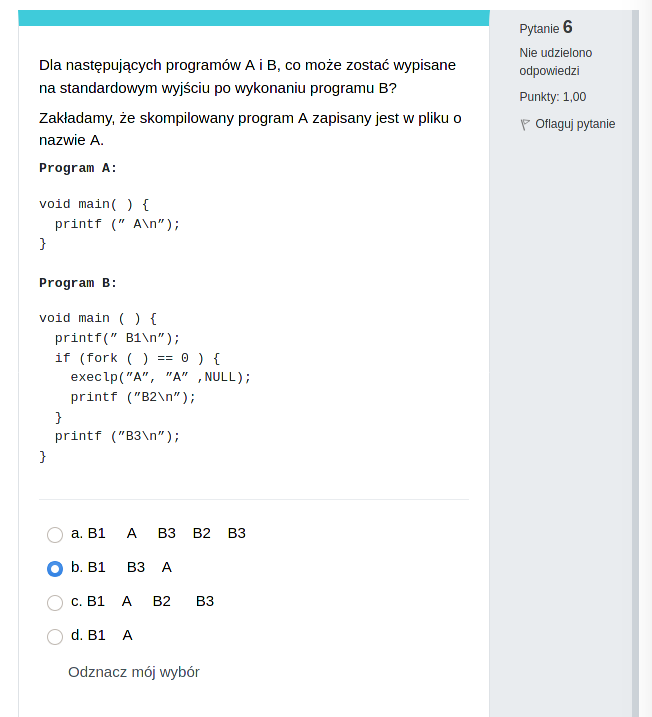 Dla następujących programów A i B, co może zostać wypisane
na standardowym wyjściu po wykonaniu programu B?
Zakładamy, że skompilowany program A zapisany jest w pliku o
nazwie A.
Program A:
void main( ) {
printf (” A\n”);
}
Program B:
void main ( ) {
printf(” B1\n”);
if (fork ( ) == 0 ) {
execlp(”A”, ”A” ,NULL);
printf (”B2\n”);
}
printf (”B3\n”);
}
a. B1 A B3 B2 B3
b. B1 B3 A
c. B1 A B2 B3
d. B1 A
Odznacz mój wybór
Pytanie 6
Nie udzielono
odpowiedzi
Punkty: 1,00
Oflaguj pytanie